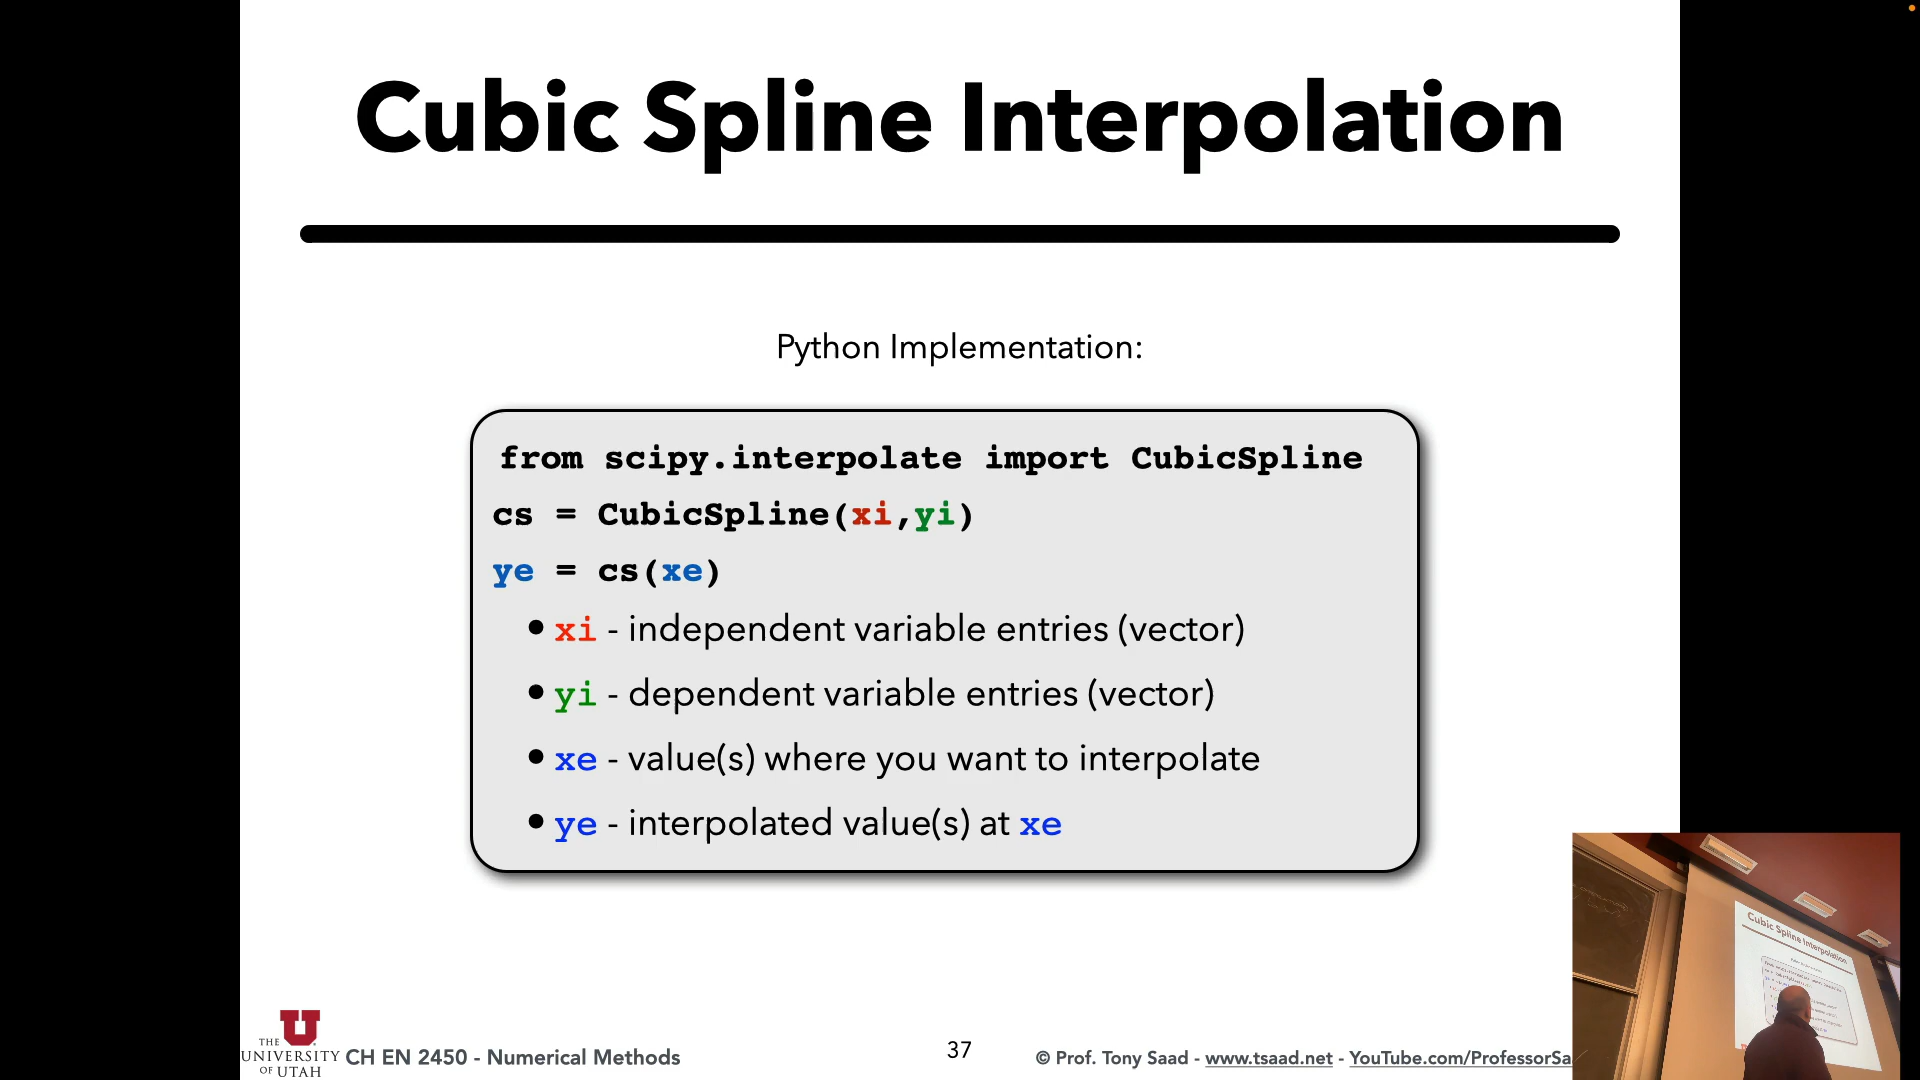 Cubic Spline Interpolation
Python Implementation:
from scipy.interpolate import CubicSpline
cs = CubicSpline(xi,yi)
ye = cs(xe)
• xi - independent variable entries (vector)
• yi - dependent variable entries (vector)
• xe - value(s) where you want to interpolate
• ye - interpolated value(s) at xe
THE
UNIVERSITY
OF UTAH
CH EN 2450 - Numerical Methods
37
© Prof. Tony Saad - www.tsaad.net - YouTube.com/ProfessorSa
Cubic Spline Interpolation